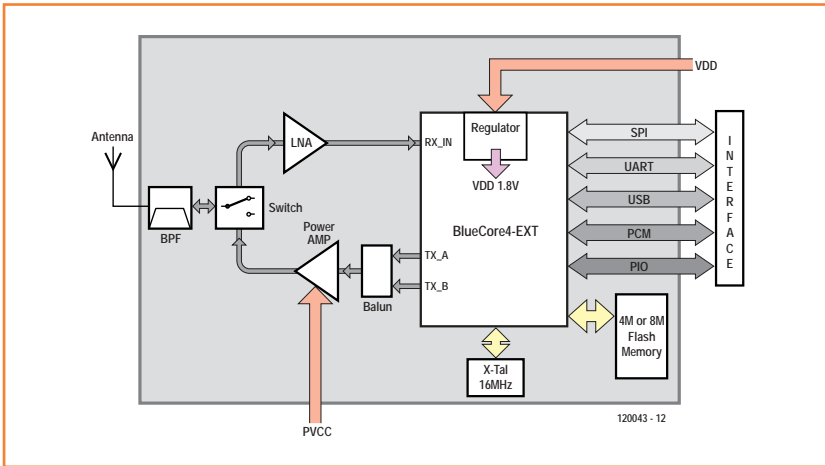 VDD
Antenna
LNA
RX_IN
Regulator
VDD 1.8V
SPI
UART
USB
PCM
PIO
INTERFACE
BPF
Switch
Power
AMP
BlueCore4-EXT
TX_A
TX_B
Balun
4M or 8M
Flash
Memory
X-Tal
16MHz
PVCC
120043 - 12